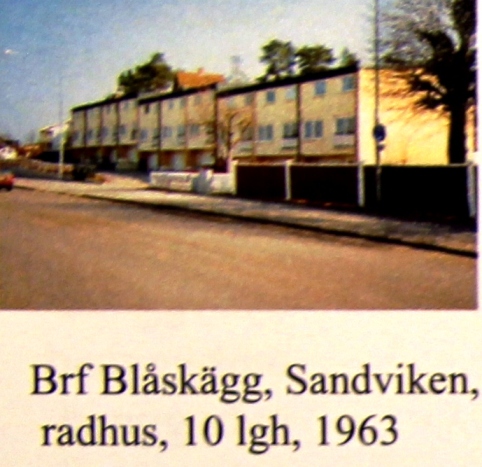 Brf Blåskägg, Sandviken,
radhus, 10 lgh, 1963